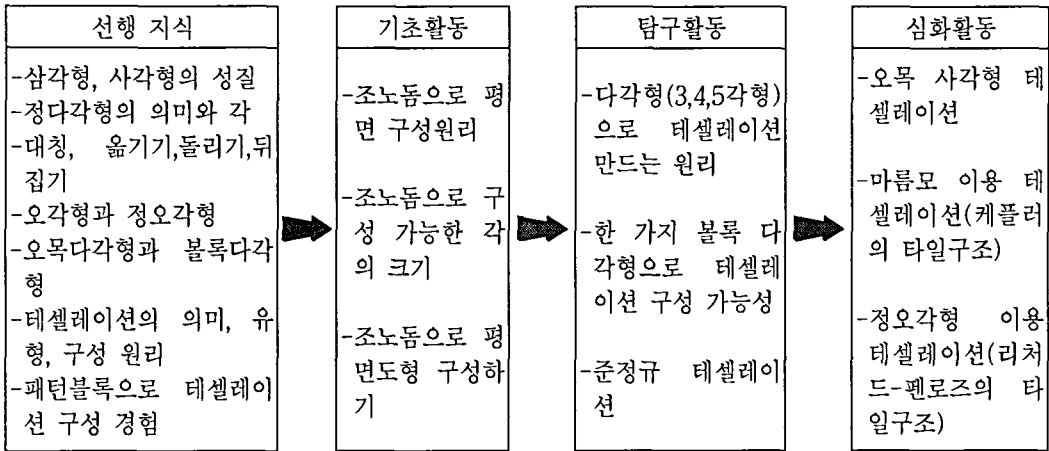 선행 지식
-삼각형, 사각형의 성질
-정다각형의 의미와 각
-대칭, 옮기기,돌리기,뒤
집기
-오각형과 정오각형
-오목다각형과 볼록다각
형
-테셀레이션의 의미, 유
형, 구성 원리
-패턴블록으로 테셀레이
션 구성 경험
기초활동
-조노돔으로 평
면 구성원리
-조노돔으로 구
성 가능한 각
의 크기
-조노돔으로 평
면도형 구성하
기
탐구활동
-다각형(3,4,5각형)
으로 테셀레이션
만드는 원리
-한 가지 볼록 다
각형으로 테셀레
이션 구성 가능성
-준정규 테셀레이
션
심화활동
-오목 사각형 테
셀레이션
-마름모 이용 테
셀레이션(케플러
의 타일구조)
-정오각형 이용
테셀레이션(리처
드-펜로즈의 타
일구조)